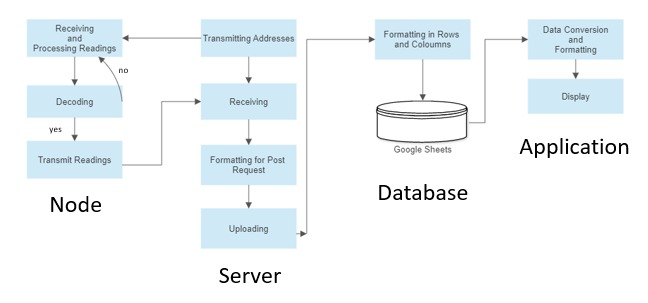 Receiving
and
Processing Readings
no
Decoding
yes
Transmit Readings
Node
Transmitting Addresses
Receiving
Formatting for Post
Request
Uploading
Server
Formatting in Rows
and Coloumns
Google Sheets
Database
Data Conversion
and
Formatting
Display
Application